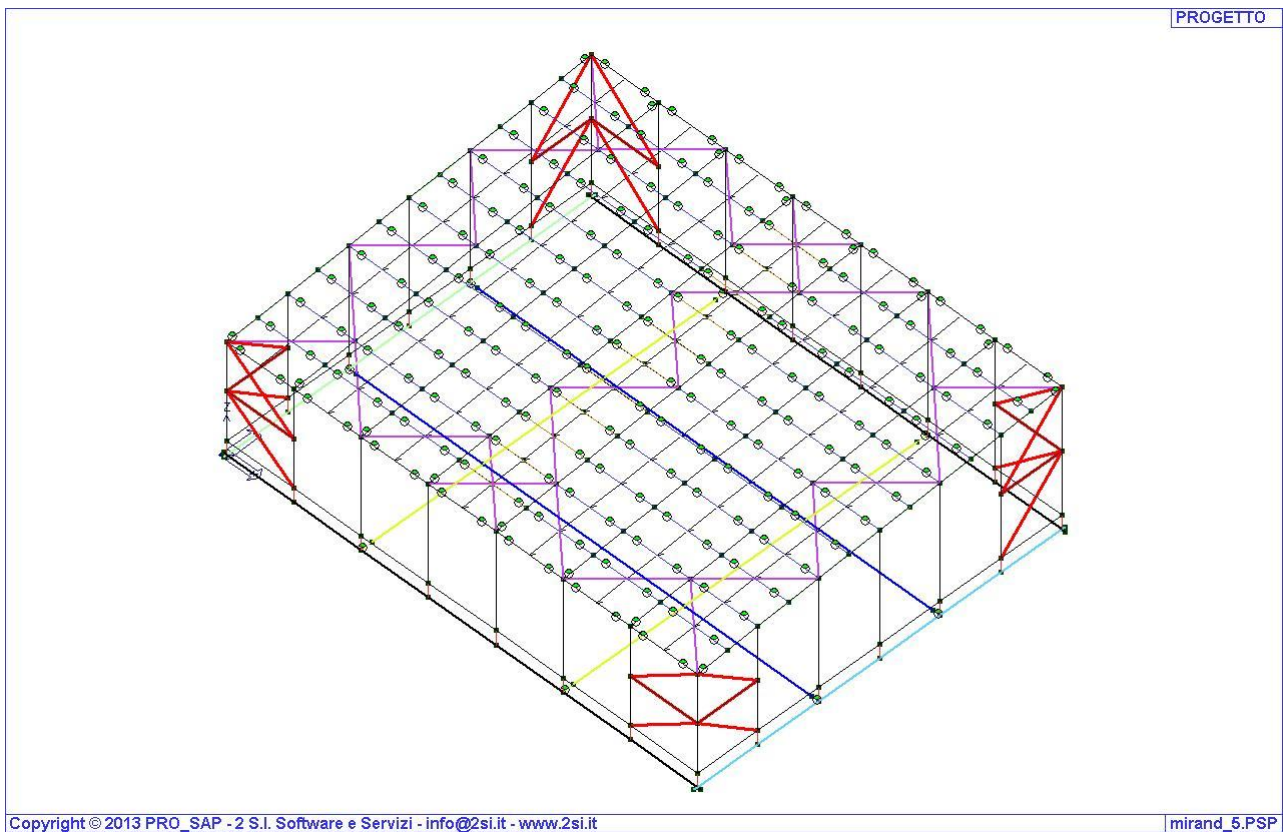 PROGETTO
Z
Copyright © 2013 PRO_SAP - 2 S.I. Software e Servizi - info@2si.it - www.2si.it
mirand_5.PSP